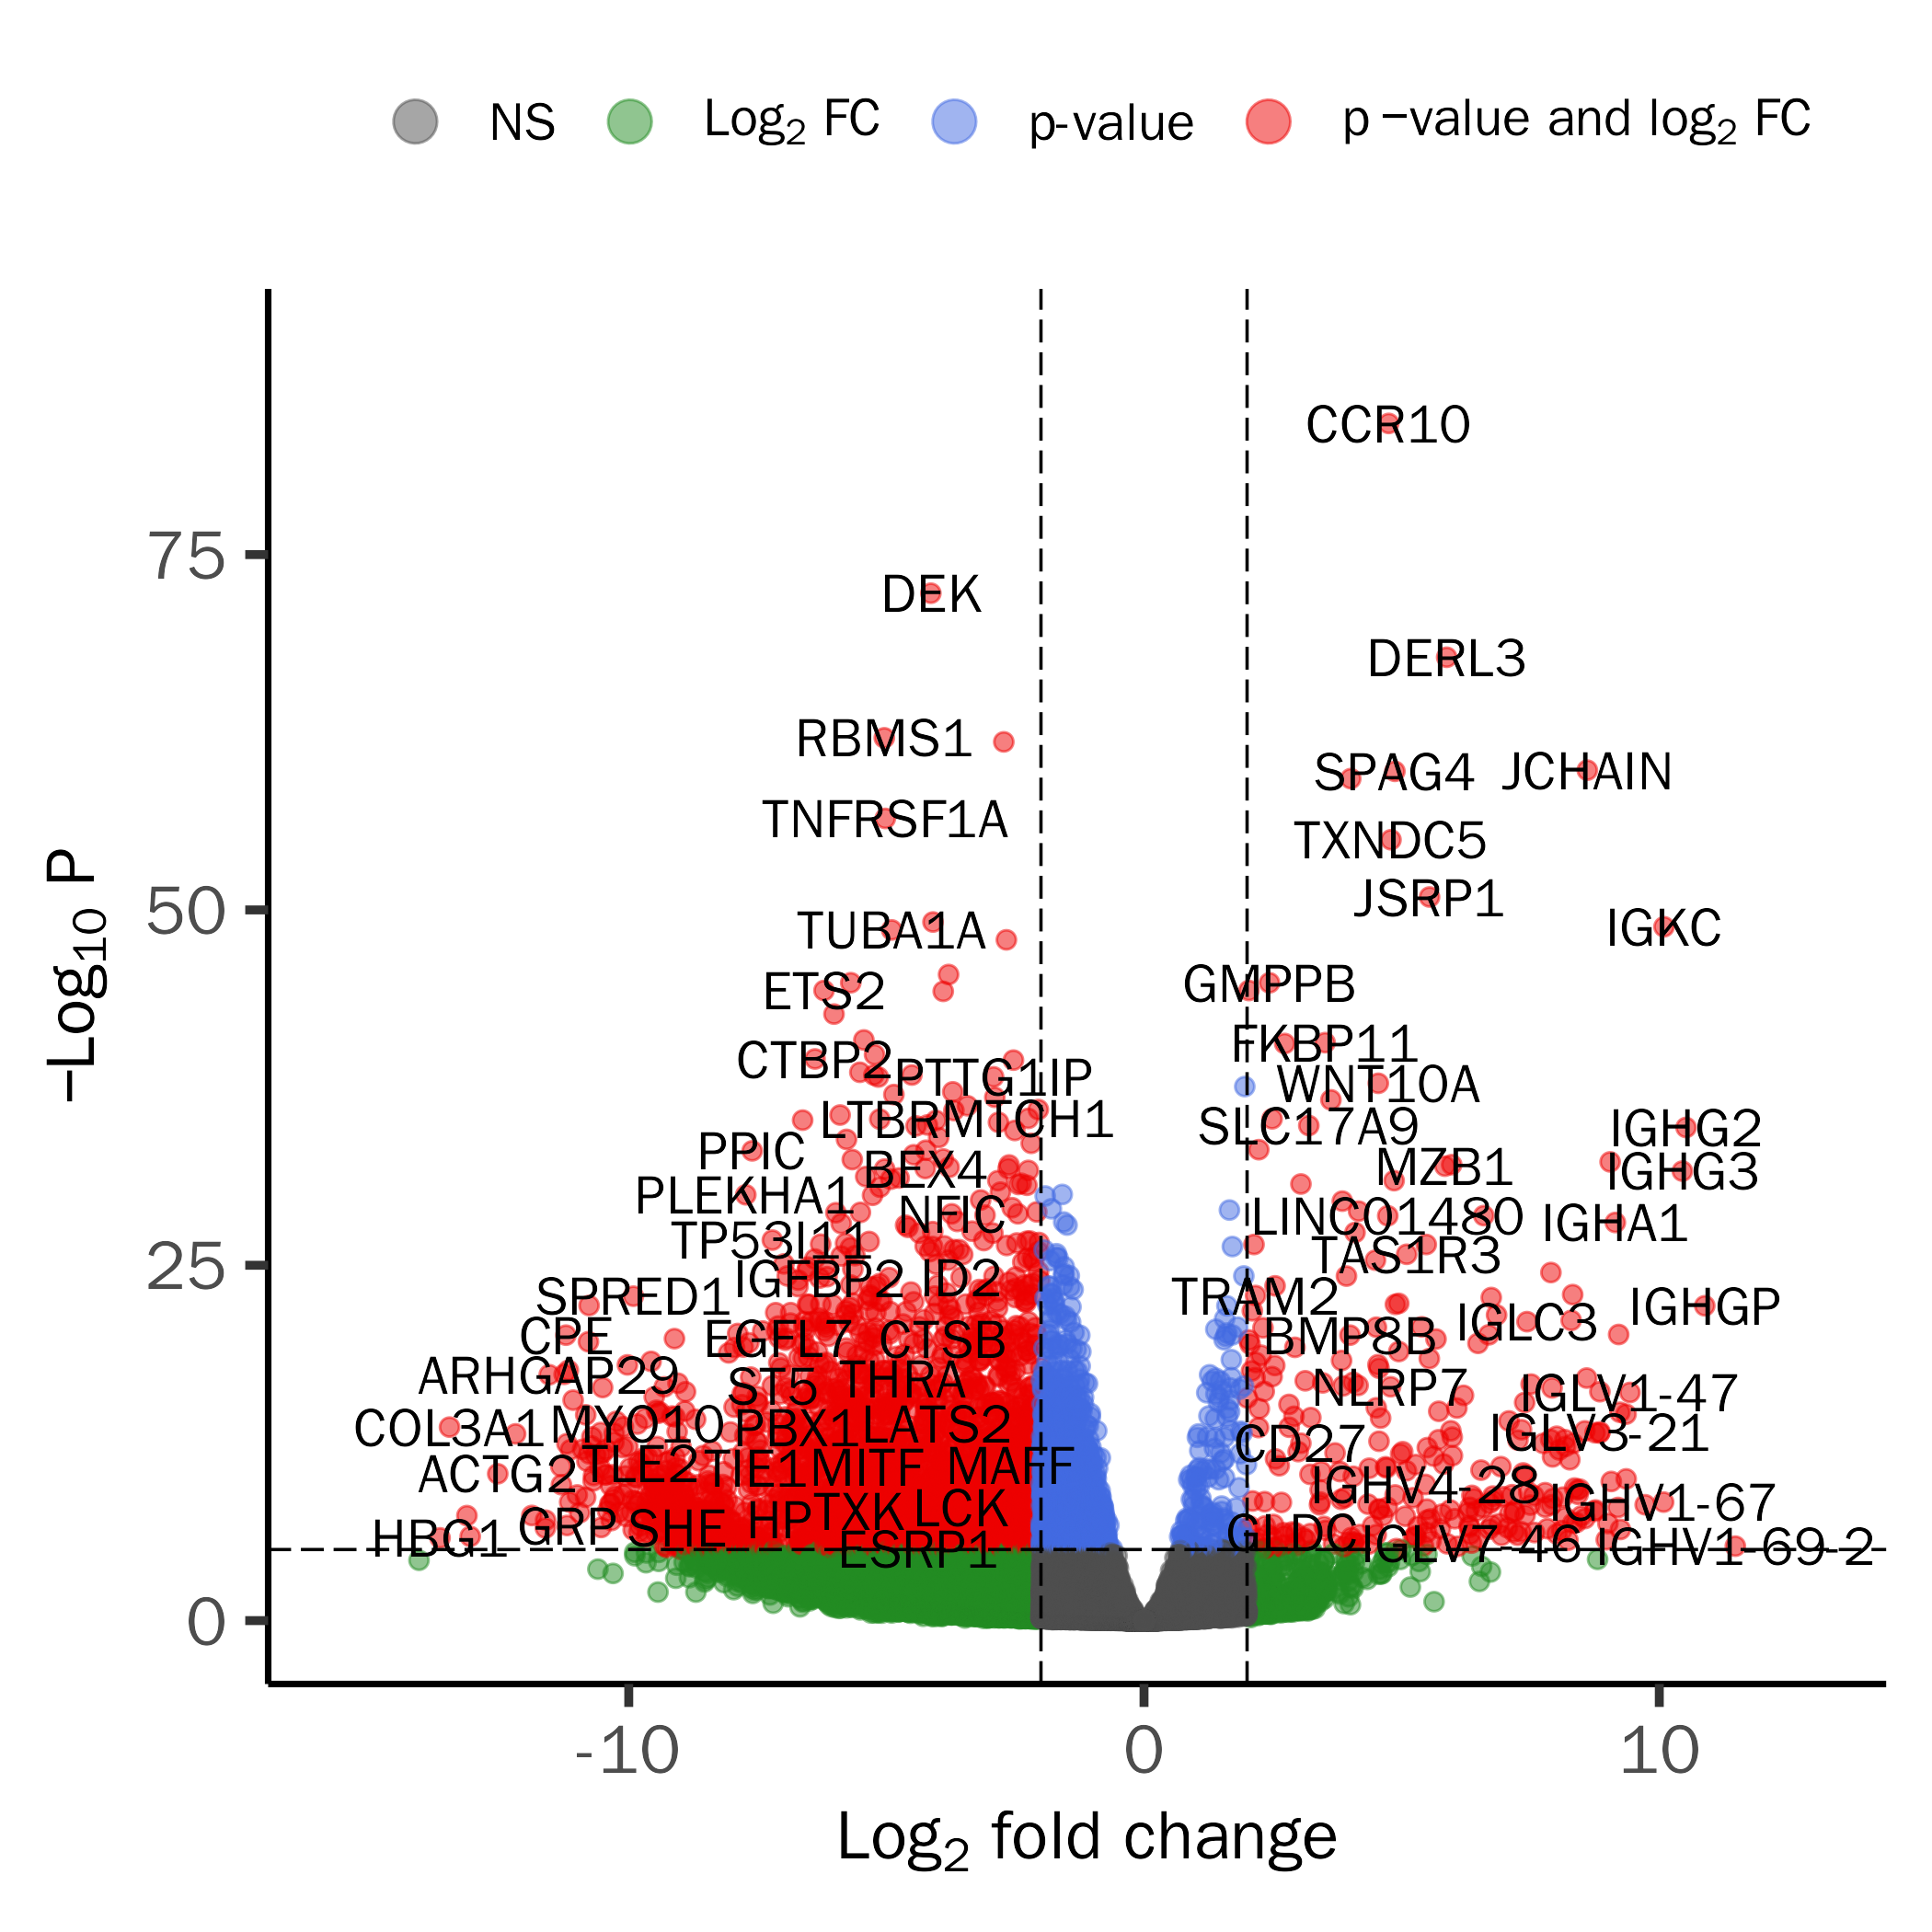 NS Log2 FC p-value p −value and log2 FC
CCR10
75
DEK
DERL3
RBMS1
SPAG4 JCHAIN
TNFRSF1A
TXNDC5
JSRP1
50
TUBA1A
IGKC
GMPPB
ETS2
FKBP11
CTBP2
PTTG1IP
WNT10A
LTBR
MTCH1
SLC17A9
IGHG2
PPIC
BEX4
MZB1
IGHG3
PLEKHA1
NFIC
LINC01480
IGHA1
TP53I11
TAS1R3
25
IGFBP2 ID2
SPRED1
TRAM2
IGHGP
CPE
EGFL7 CTSB
BMP8B
IGLC3
ARHGAP29
ST5 THRA
NLRP7
IGLV1-47
COL3A1 MYO10 PBX1 LATS2
CD27
IGLV3-21
ACTG2 TLE2 TIE1 MITF MAFF
IGHV4-28
IGHV1-67
HBG1 GRP SHE HP TXK LCK
GLDC IGLV7-46 IGHV1-69-2
ESRP1
0
−Log10 P
-10 0 10
Log2 fold change